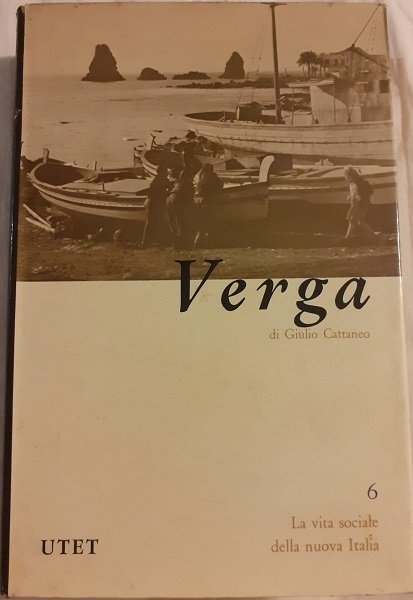 Verga
di Giulio Cattaneo
6
La vita sociale
della nuova Italia
UTET